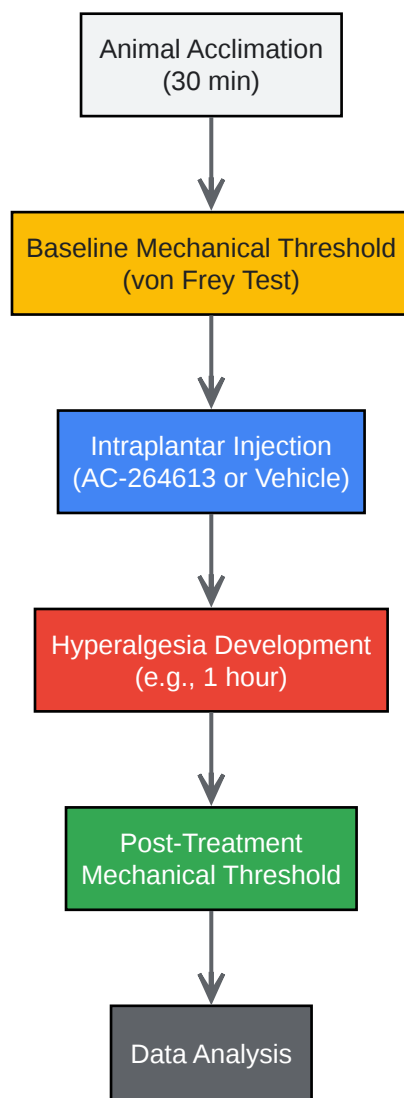 Animal Acclimation
(30 min)
Baseline Mechanical Threshold
(von Frey Test)
Intraplantar Injection
(AC-264613 or Vehicle)
Hyperalgesia Development
(e.g., 1 hour)
Post-Treatment
Mechanical Threshold
Data Analysis